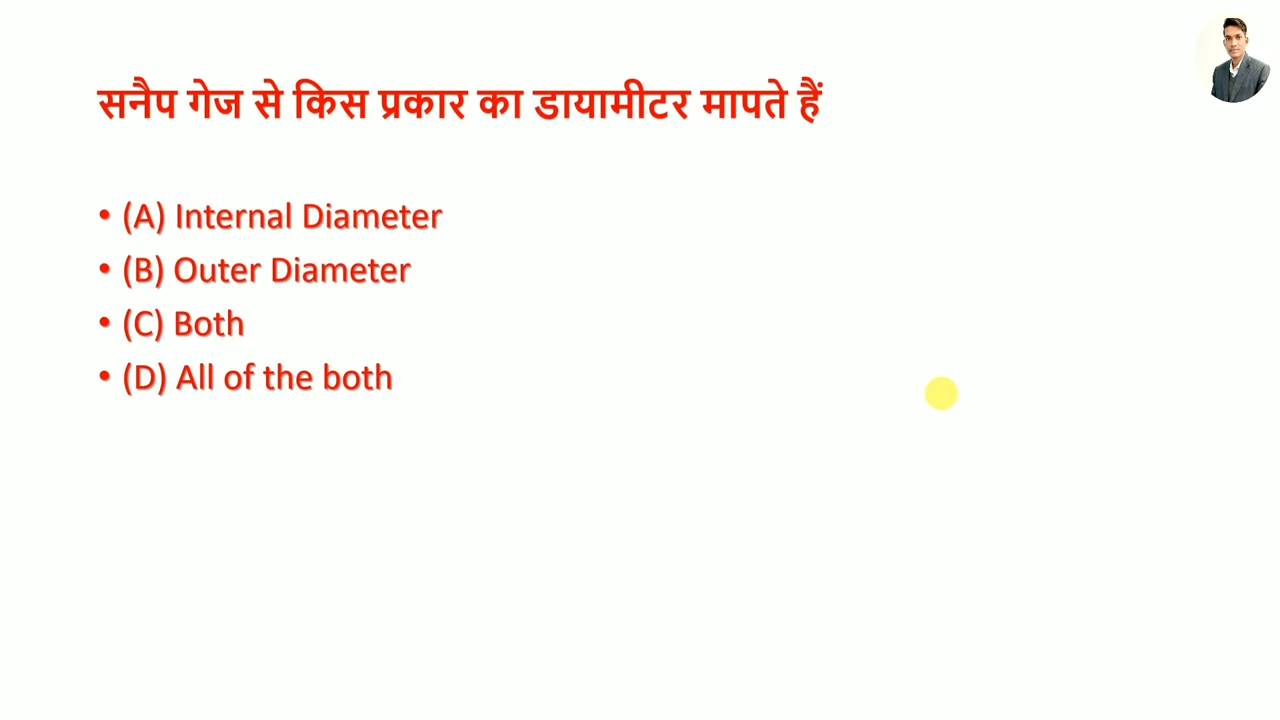 सनैप गेज से किस प्रकार का डायामीटर मापते हैं
• (A) Internal Diameter
• (B) Outer Diameter
• (C) Both
• (D) All of the both